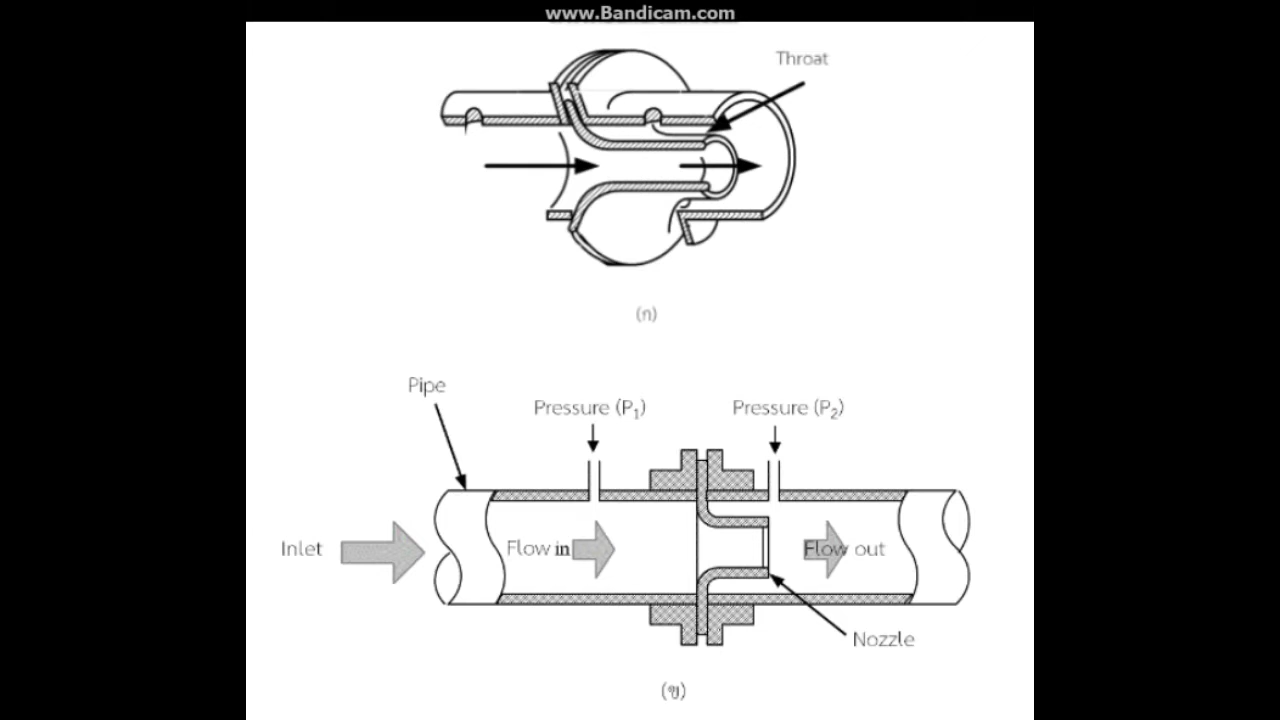 www.Bandicam.com
Throat
(ก)
Pipe
Pressure (P₁)
Pressure (P₂)
Inlet
Flow in
Flow out
Nozzle
(ข)